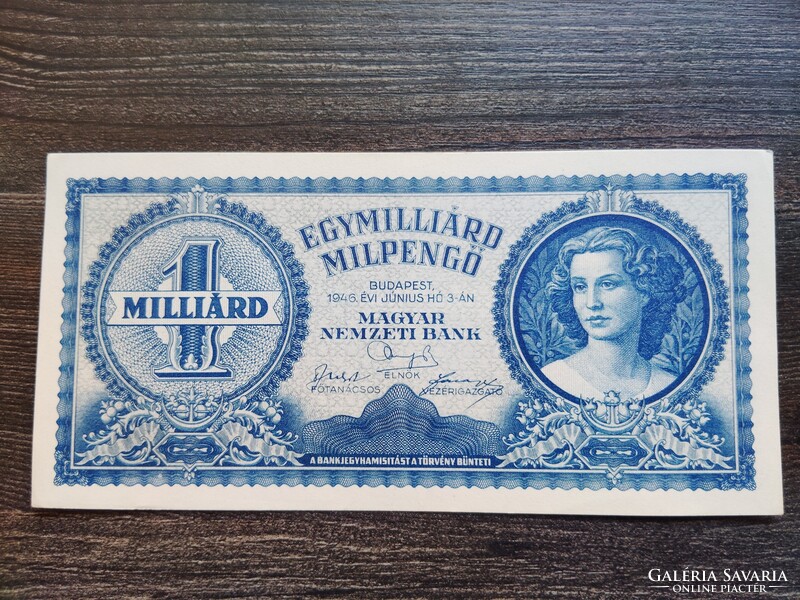 EGYMILLIÁRD
MILPENGŐ
BUDAPEST,
1946. ÉVI JÚNIUS HÓ 3-ÁN
MAGYAR
NEMZETI BANK
1
MILLIÁRD
ELNÖK
FŐTANÁCSOS VEZÉRIGAZGATÓ
A BANKJEGYHAMISITÁST A TÖRVÉNY BÜNTETI
GALÉRIA SAVARIA
ONLINE PIACTÉR